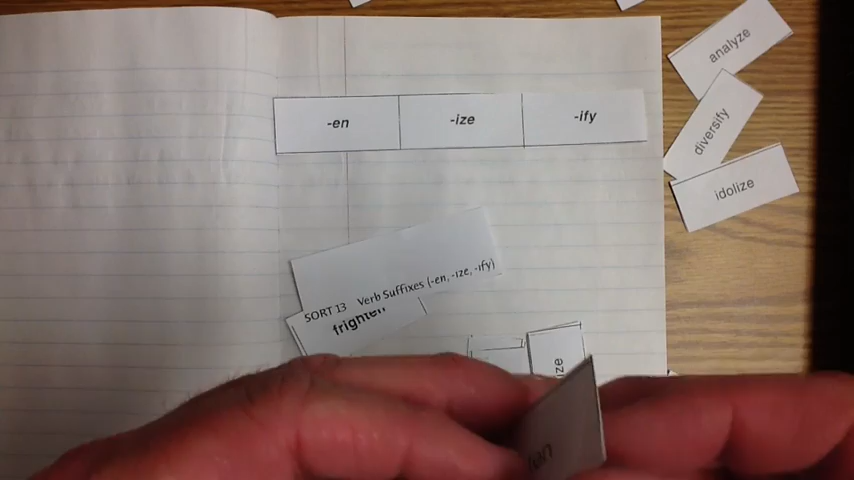 -en -ize -ify
analyze
diversify
idolize
SORT 13 Verb Suffixes (-en, -ize, -ify)
frighten